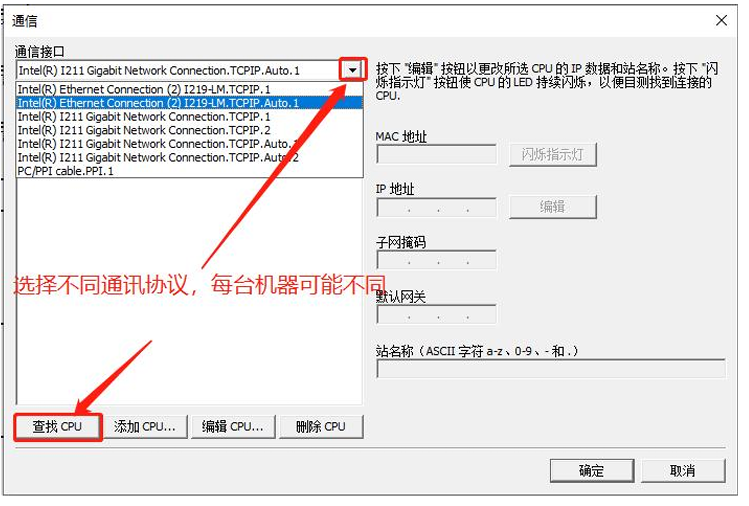 通信
通信接口
Intel(R) I211 Gigabit Network Connection.TCPIP.Auto.1
Intel(R) Ethernet Connection (2) I219-LM.TCPIP.1
Intel(R) Ethernet Connection (2) I219-LM.TCPIP.Auto.1
Intel(R) I211 Gigabit Network Connection.TCPIP.1
Intel(R) I211 Gigabit Network Connection.TCPIP.2
Intel(R) I211 Gigabit Network Connection.TCPIP.Auto.
Intel(R) I211 Gigabit Network Connection.TCPIP.Auto.2
PC/PPI cable.PPI.1
选择不同通讯协议，每台机器可能不同
查找 CPU
添加 CPU...
编辑 CPU...
删除 CPU
按下 "编辑" 按钮以更改所选 CPU 的 IP 数据和站名称。按下 "闪
烁指示灯" 按钮使 CPU 的 LED 持续闪烁，以便目测找到连接的
CPU.
MAC 地址
闪烁指示灯
IP 地址
编辑
子网掩码
默认网关
站名称（ASCII 字符 a-z、0-9、- 和 .）
确定
取消